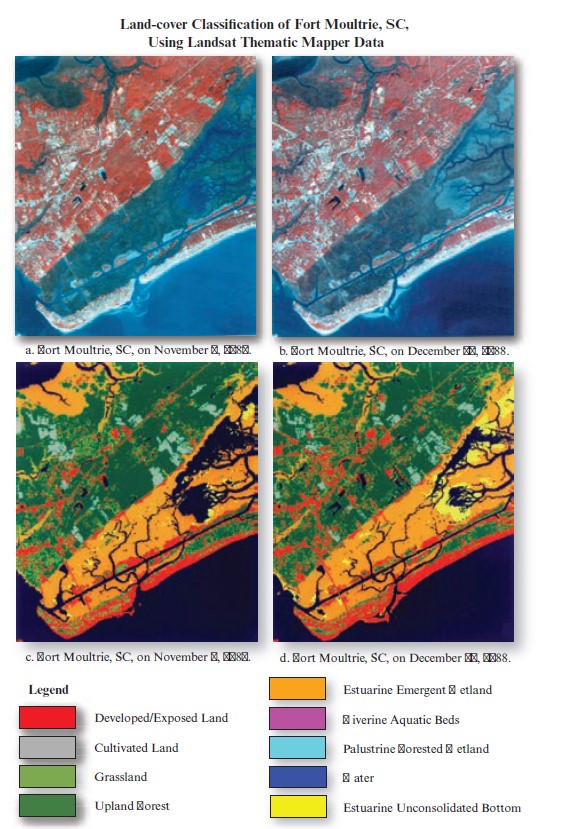 Land-cover Classification of Fort Moultrie, SC,
Using Landsat Thematic Mapper Data
a. ☒ort Moultrie, SC, on November ☒, ☒☒8☒.
b. ☒ort Moultrie, SC, on December ☒☒, ☒☒88.
c. ☒ort Moultrie, SC, on November ☒, ☒☒8☒.
d. ☒ort Moultrie, SC, on December ☒☒, ☒☒88.
Legend
Developed/Exposed Land
Cultivated Land
Grassland
Upland ☒orest
Estuarine Emergent ☒ etland
☒ iverine Aquatic Beds
Palustrine ☒orested ☒ etland
☒ ater
Estuarine Unconsolidated Bottom